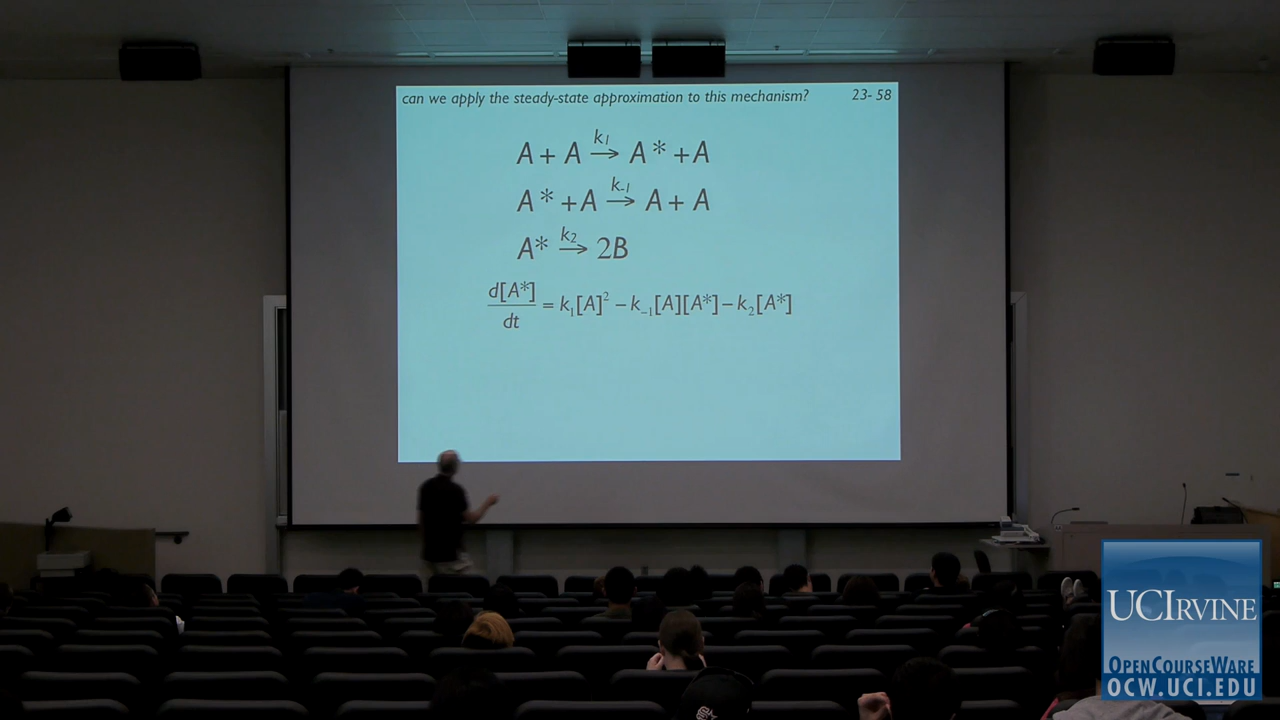 can we apply the steady-state approximation to this mechanism? 23- 58
A + A →^{k₁} A* + A
A* + A →^{k₋₁} A + A
A* →^{k₂} 2B
d[A*]/dt = k₁[A]² − k₋₁[A][A*] − k₂[A*]
UCIRVINE
OPENCOURSEWARE
OCW.UCI.EDU